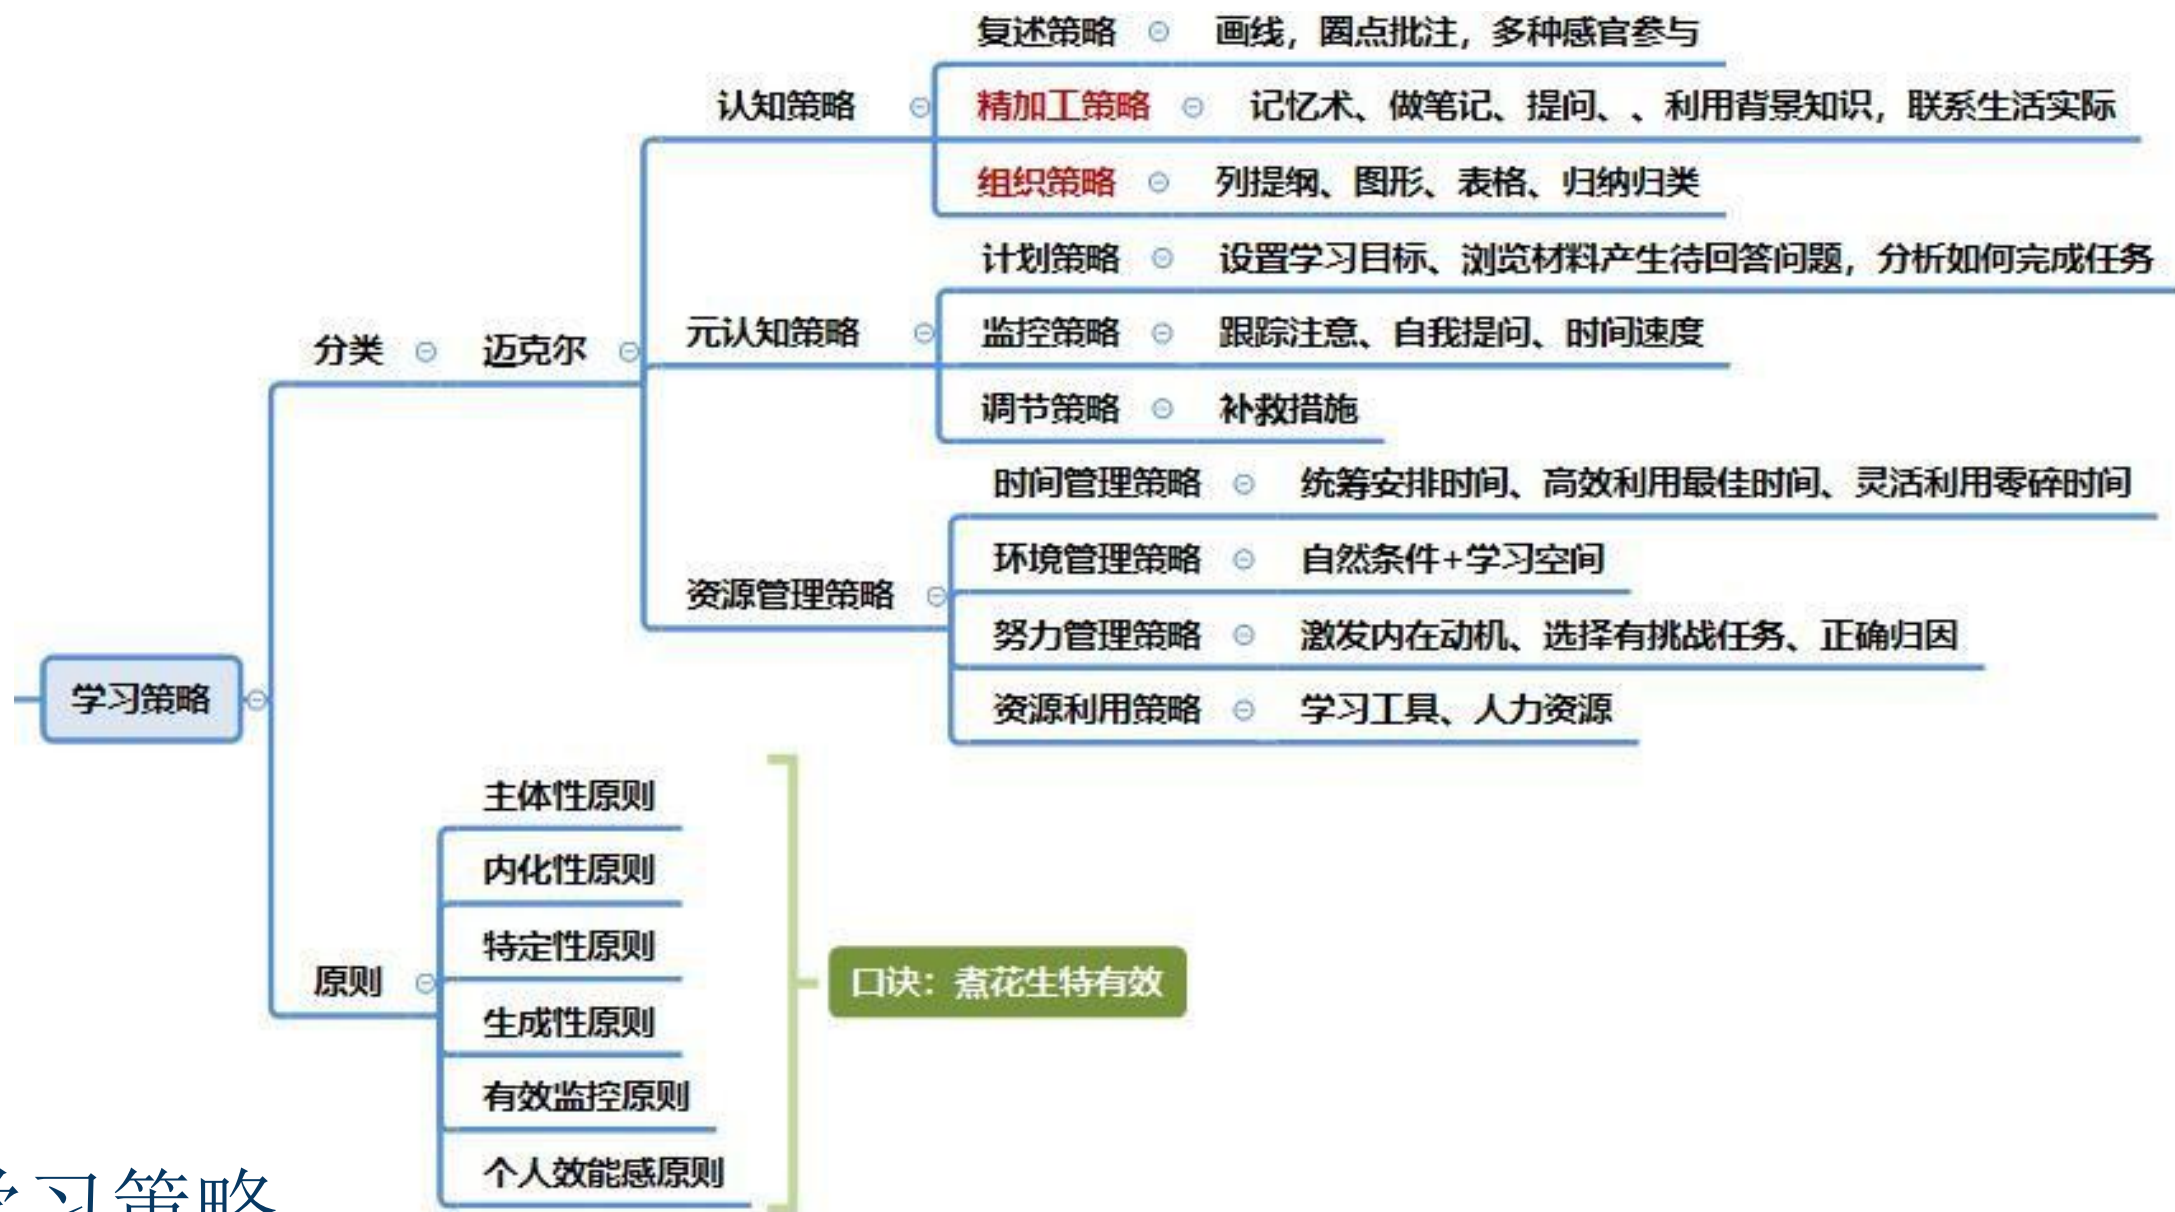 复述策略 画线，圈点批注，多种感官参与
认知策略
精加工策略 记忆术、做笔记、提问、、利用背景知识，联系生活实际
组织策略 列提纲、图形、表格、归纳归类
计划策略 设置学习目标、浏览材料产生待回答问题，分析如何完成任务
分类 迈克尔
元认知策略
监控策略 跟踪注意、自我提问、时间速度
调节策略 补救措施
时间管理策略 统筹安排时间、高效利用最佳时间、灵活利用零碎时间
环境管理策略 自然条件+学习空间
资源管理策略
努力管理策略 激发内在动机、选择有挑战任务、正确归因
资源利用策略 学习工具、人力资源
学习策略
主体性原则
内化性原则
特定性原则
原则
口诀：煮花生特有效
生成性原则
有效监控原则
个人效能感原则
学习策略